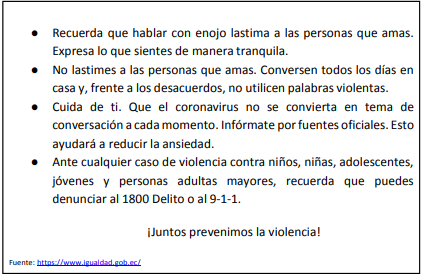 ● Recuerda que hablar con enojo lastima a las personas que amas.
Expresa lo que sientes de manera tranquila.
● No lastimes a las personas que amas. Conversen todos los días en
casa y, frente a los desacuerdos, no utilicen palabras violentas.
● Cuida de ti. Que el coronavirus no se convierta en tema de
conversación a cada momento. Infórmate por fuentes oficiales. Esto
ayudará a reducir la ansiedad.
● Ante cualquier caso de violencia contra niños, niñas, adolescentes,
jóvenes y personas adultas mayores, recuerda que puedes
denunciar al 1800 Delito o al 9-1-1.
¡Juntos prevenimos la violencia!
Fuente: https://www.igualdad.gob.ec/